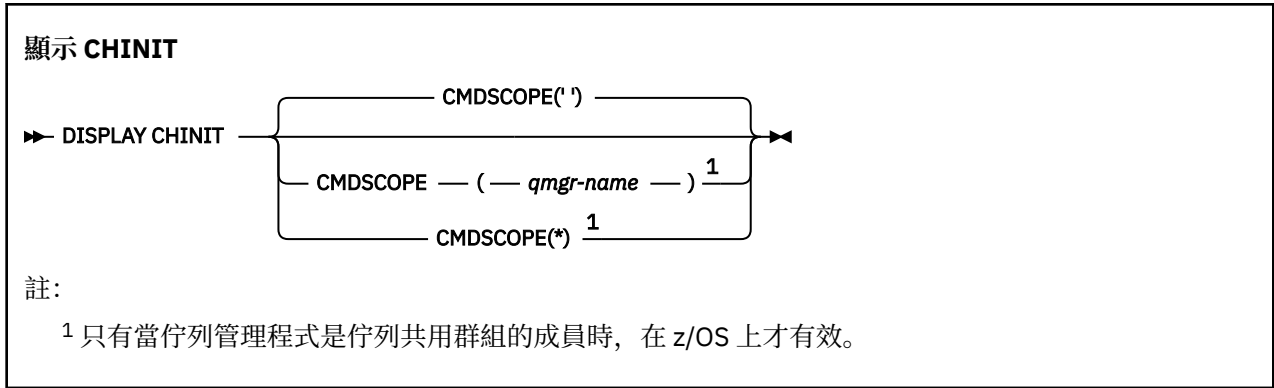 顯示 CHINIT
CMDSCOPE(' ')
DISPLAY CHINIT
CMDSCOPE ( qmgr-name ) 1
CMDSCOPE(*) 1
註：
1 只有當佇列管理程式是佇列共用群組的成員時，在 z/OS 上才有效。